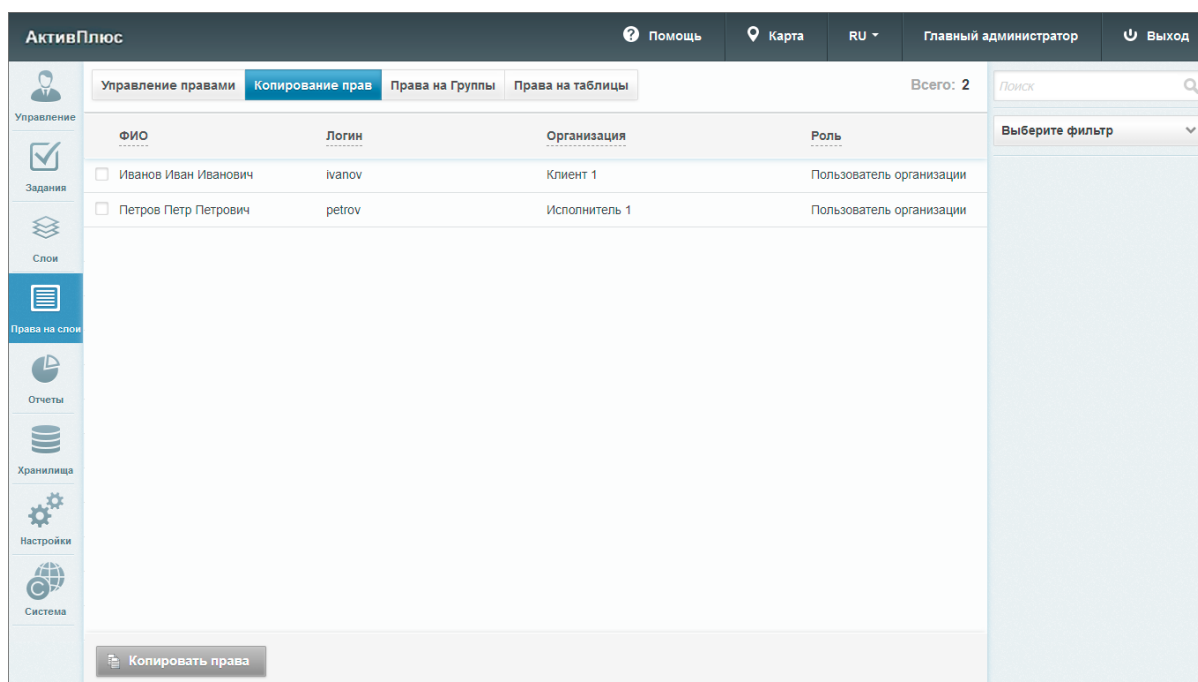 АктивПлюс
Помощь
Карта
RU
Главный администратор
Выход
Управление
Задания
Слои
Права на слои
Отчеты
Хранилища
Настройки
Система
Управление правами
Копирование прав
Права на Группы
Права на таблицы
Всего: 2
ФИО Логин Организация Роль
Иванов Иван Иванович ivanov Клиент 1 Пользователь организации
Петров Петр Петрович petrov Исполнитель 1 Пользователь организации
Копировать права
Поиск
Выберите фильтр